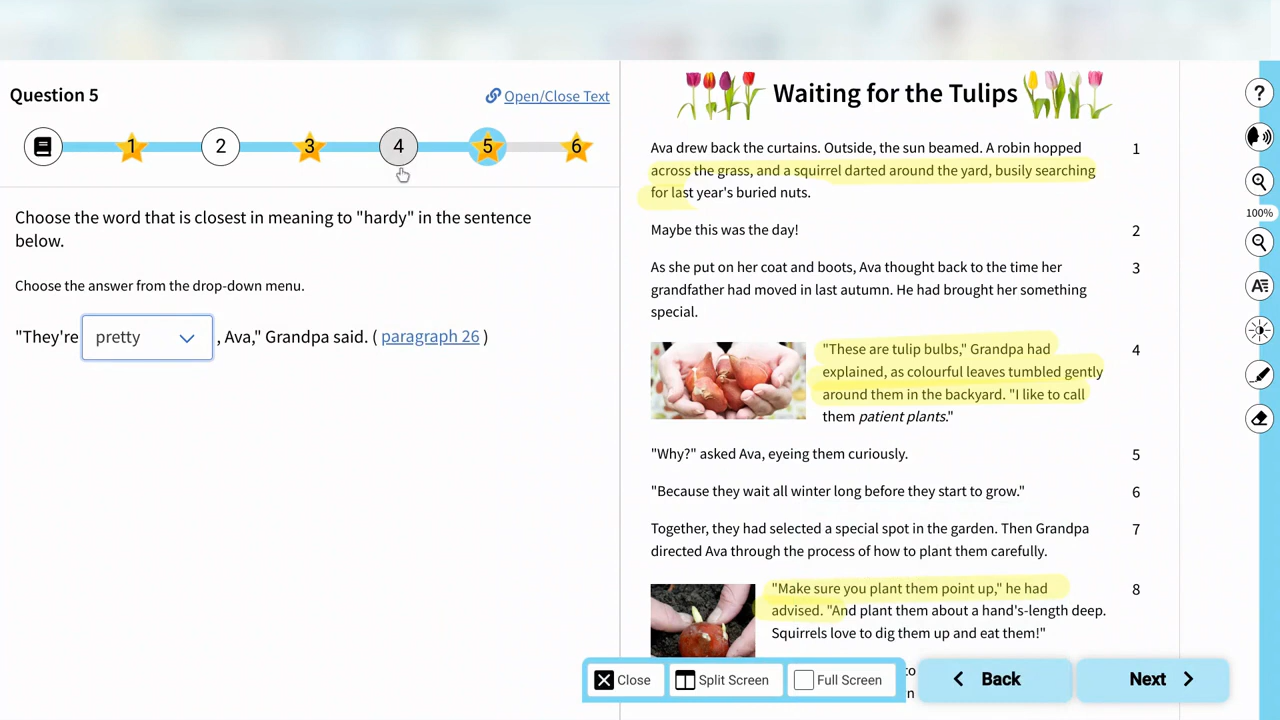 Question 5
Open/Close Text
1
2
3
4
5
6
Choose the word that is closest in meaning to "hardy" in the sentence
below.
Choose the answer from the drop-down menu.
"They're pretty , Ava," Grandpa said. ( paragraph 26 )
Waiting for the Tulips
Ava drew back the curtains. Outside, the sun beamed. A robin hopped 1
across the grass, and a squirrel darted around the yard, busily searching
for last year's buried nuts.
Maybe this was the day! 2
As she put on her coat and boots, Ava thought back to the time her 3
grandfather had moved in last autumn. He had brought her something
special.
"These are tulip bulbs," Grandpa had 4
explained, as colourful leaves tumbled gently
around them in the backyard. "I like to call
them patient plants."
"Why?" asked Ava, eyeing them curiously. 5
"Because they wait all winter long before they start to grow." 6
Together, they had selected a special spot in the garden. Then Grandpa 7
directed Ava through the process of how to plant them carefully.
"Make sure you plant them point up," he had 8
advised. "And plant them about a hand's-length deep.
Squirrels love to dig them up and eat them!"
to
n
Close
Split Screen
Full Screen
Back
Next
?
100%
A